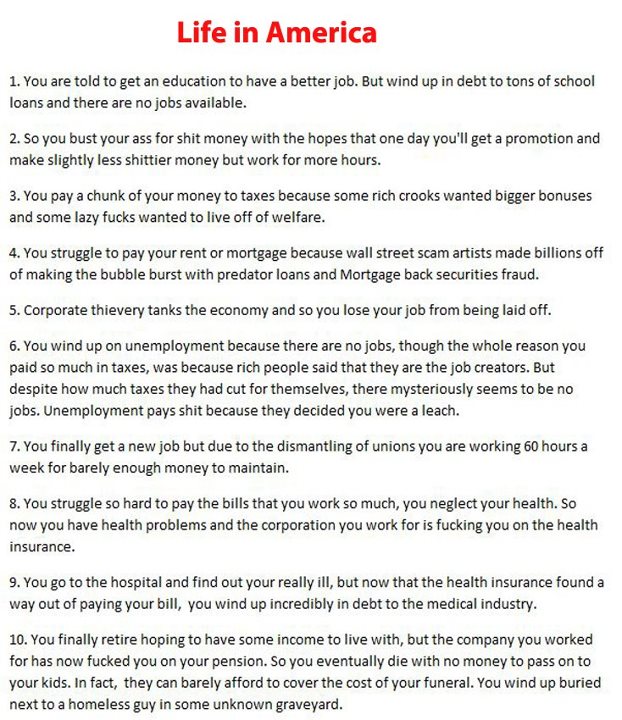 Life in America
1. You are told to get an education to have a better job. But wind up in debt to tons of school
loans and there are no jobs available.
2. So you bust your ass for shit money with the hopes that one day you'll get a promotion and
make slightly less shittier money but work for more hours.
3. You pay a chunk of your money to taxes because some rich crooks wanted bigger bonuses
and some lazy fucks wanted to live off of welfare.
4. You struggle to pay your rent or mortgage because wall street scam artists made billions off
of making the bubble burst with predator loans and Mortgage back securities fraud.
5. Corporate thievery tanks the economy and so you lose your job from being laid off.
6. You wind up on unemployment because there are no jobs, though the whole reason you
paid so much in taxes, was because rich people said that they are the job creators. But
despite how much taxes they had cut for themselves, there mysteriously seems to be no
jobs. Unemployment pays shit because they decided you were a leach.
7. You finally get a new job but due to the dismantling of unions you are working 60 hours a
week for barely enough money to maintain.
8. You struggle so hard to pay the bills that you work so much, you neglect your health. So
now you have health problems and the corporation you work for is fucking you on the health
insurance.
9. You go to the hospital and find out your really ill, but now that the health insurance found a
way out of paying your bill,  you wind up incredibly in debt to the medical industry.
10. You finally retire hoping to have some income to live with, but the company you worked
for has now fucked you on your pension. So you eventually die with no money to pass on to
your kids. In fact,  they can barely afford to cover the cost of your funeral. You wind up buried
next to a homeless guy in some unknown graveyard.